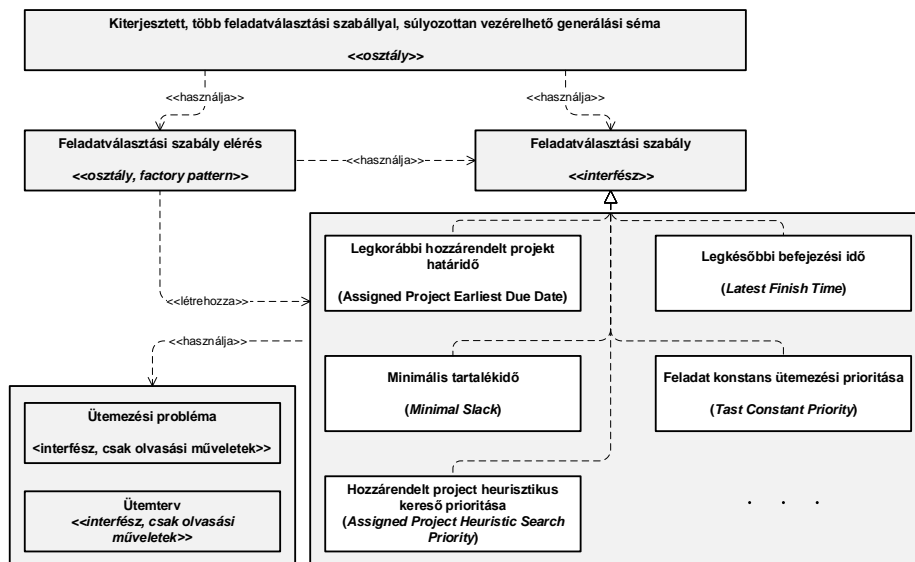 Kiterjesztett, több feladatválasztási szabállyal, súlyozottan vezérelhető generálási séma
<<osztály>>
<<használja>>
<<használja>>
Feladatválasztási szabály elérés
<<osztály, factory pattern>>
<<használja>>
Feladatválasztási szabály
<<interfész>>
Legkorábbi hozzárendelt projekt
határidő
(Assigned Project Earliest Due Date)
Legkésőbbi befejezési idő
(Latest Finish Time)
<<létrehozza>>
<<használja>>
Minimális tartalékidő
(Minimal Slack)
Feladat konstans ütemezési prioritása
(Tast Constant Priority)
Ütemezési probléma
<interfész, csak olvasási műveletek>>
Ütemterv
<<interfész, csak olvasási
műveletek>>
Hozzárendelt project heurisztikus
kereső prioritása
(Assigned Project Heuristic Search
Priority)
. . .